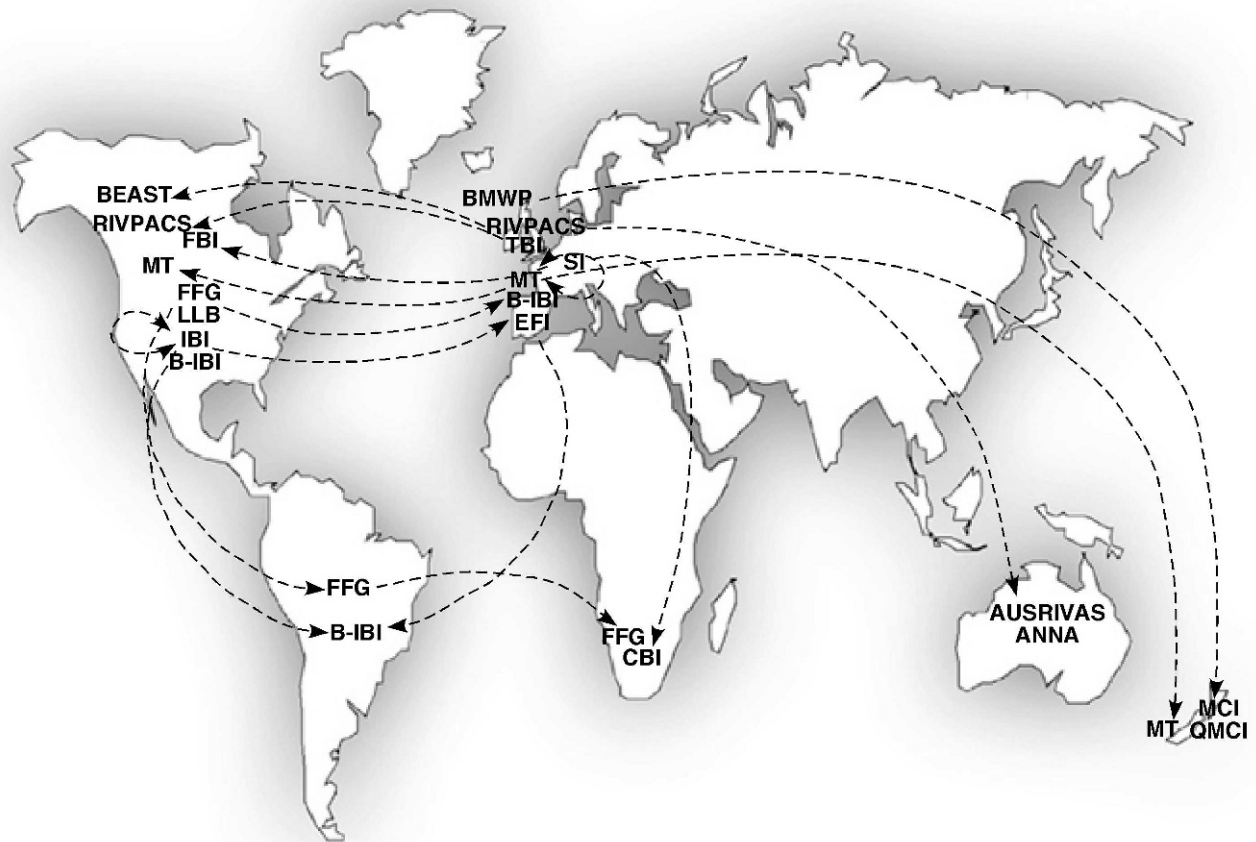 BEAST
RIVPACS
FBI
MT
FFG
LLB
IBI
B-IBI
BMWP
RIVPACS
TBI
SI
MT
B-IBI
EFI
FFG
B-IBI
FFG
CBI
AUSRIVAS
ANNA
MCI
MT QMCI